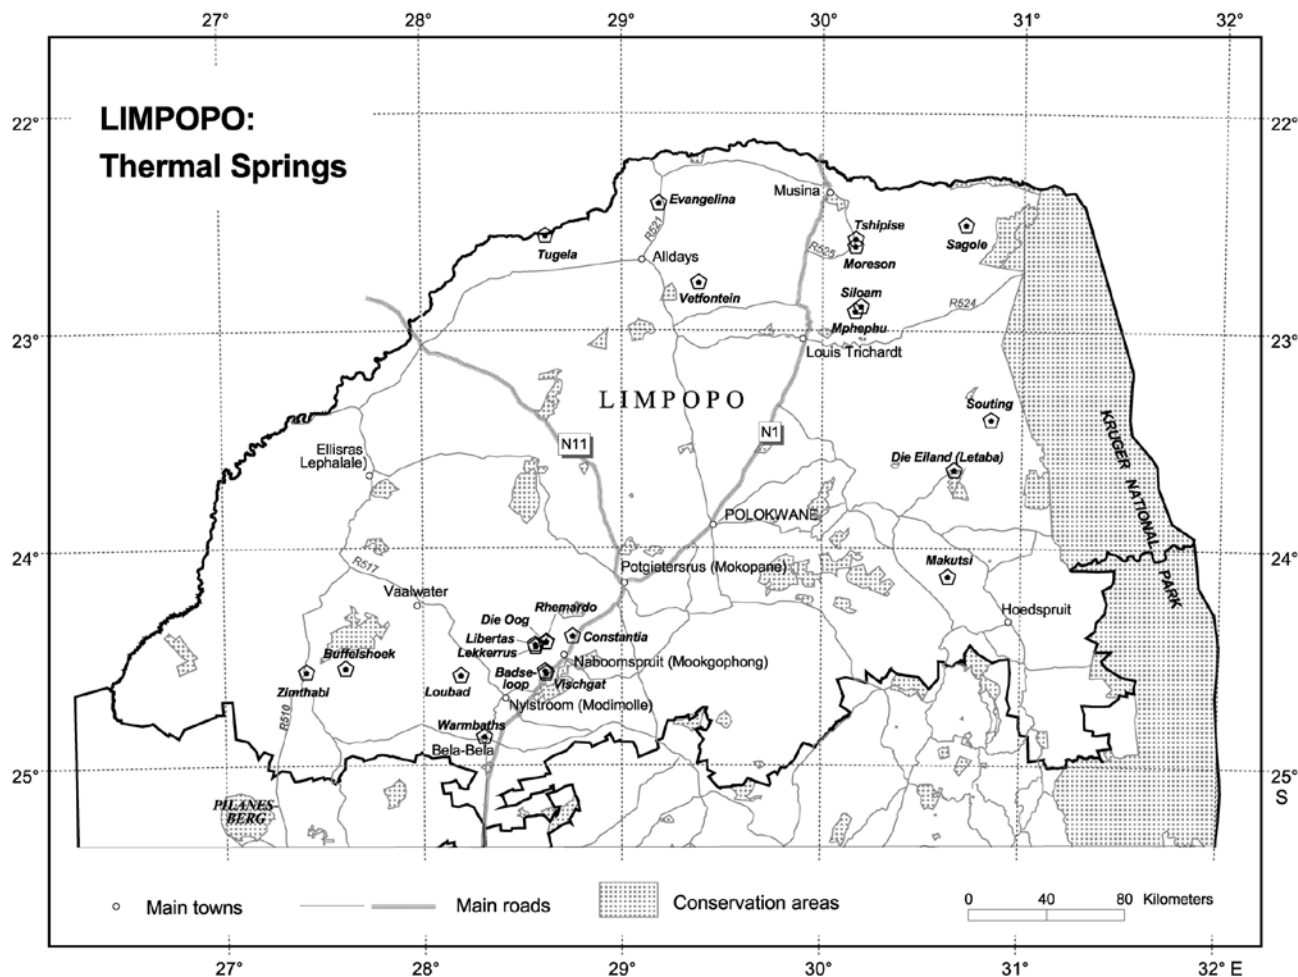 27° 28° 29° 30° 31° 32°
LIMPOPO:
Thermal Springs
22° 22°
Musina
Evangelina
Tshipise
R521
Sagole
Tugela
R525
Alldays
Moreson
Siloam
Vetfontein
R524
Mphephu
23° 23°
Louis Trichardt
LIMPOPO
Souting
KRUGER NATIONAL PARK
N11
N1
Ellisras
Lephalale)
Die Eiland (Letaba)
POLOKWANE
24° 24°
R517
Potgietersrus (Mokopane)
Makutsi
Vaalwater
Rhemardo
Hoedspruit
Die Oog
Libertas
Constantia
Lekkerrus
Buffelshoek
Naboomspruit (Mookgophong)
Badse-
loop
Vischgat
Zimthabi
Loubad
Nylstroom (Modimolle)
R510
Warmbaths
Bela-Bela
25° 25°
S
PILANES
BERG
Main towns
Main roads
Conservation areas
0 40 80 Kilometers
27° 28° 29° 30° 31° 32° E